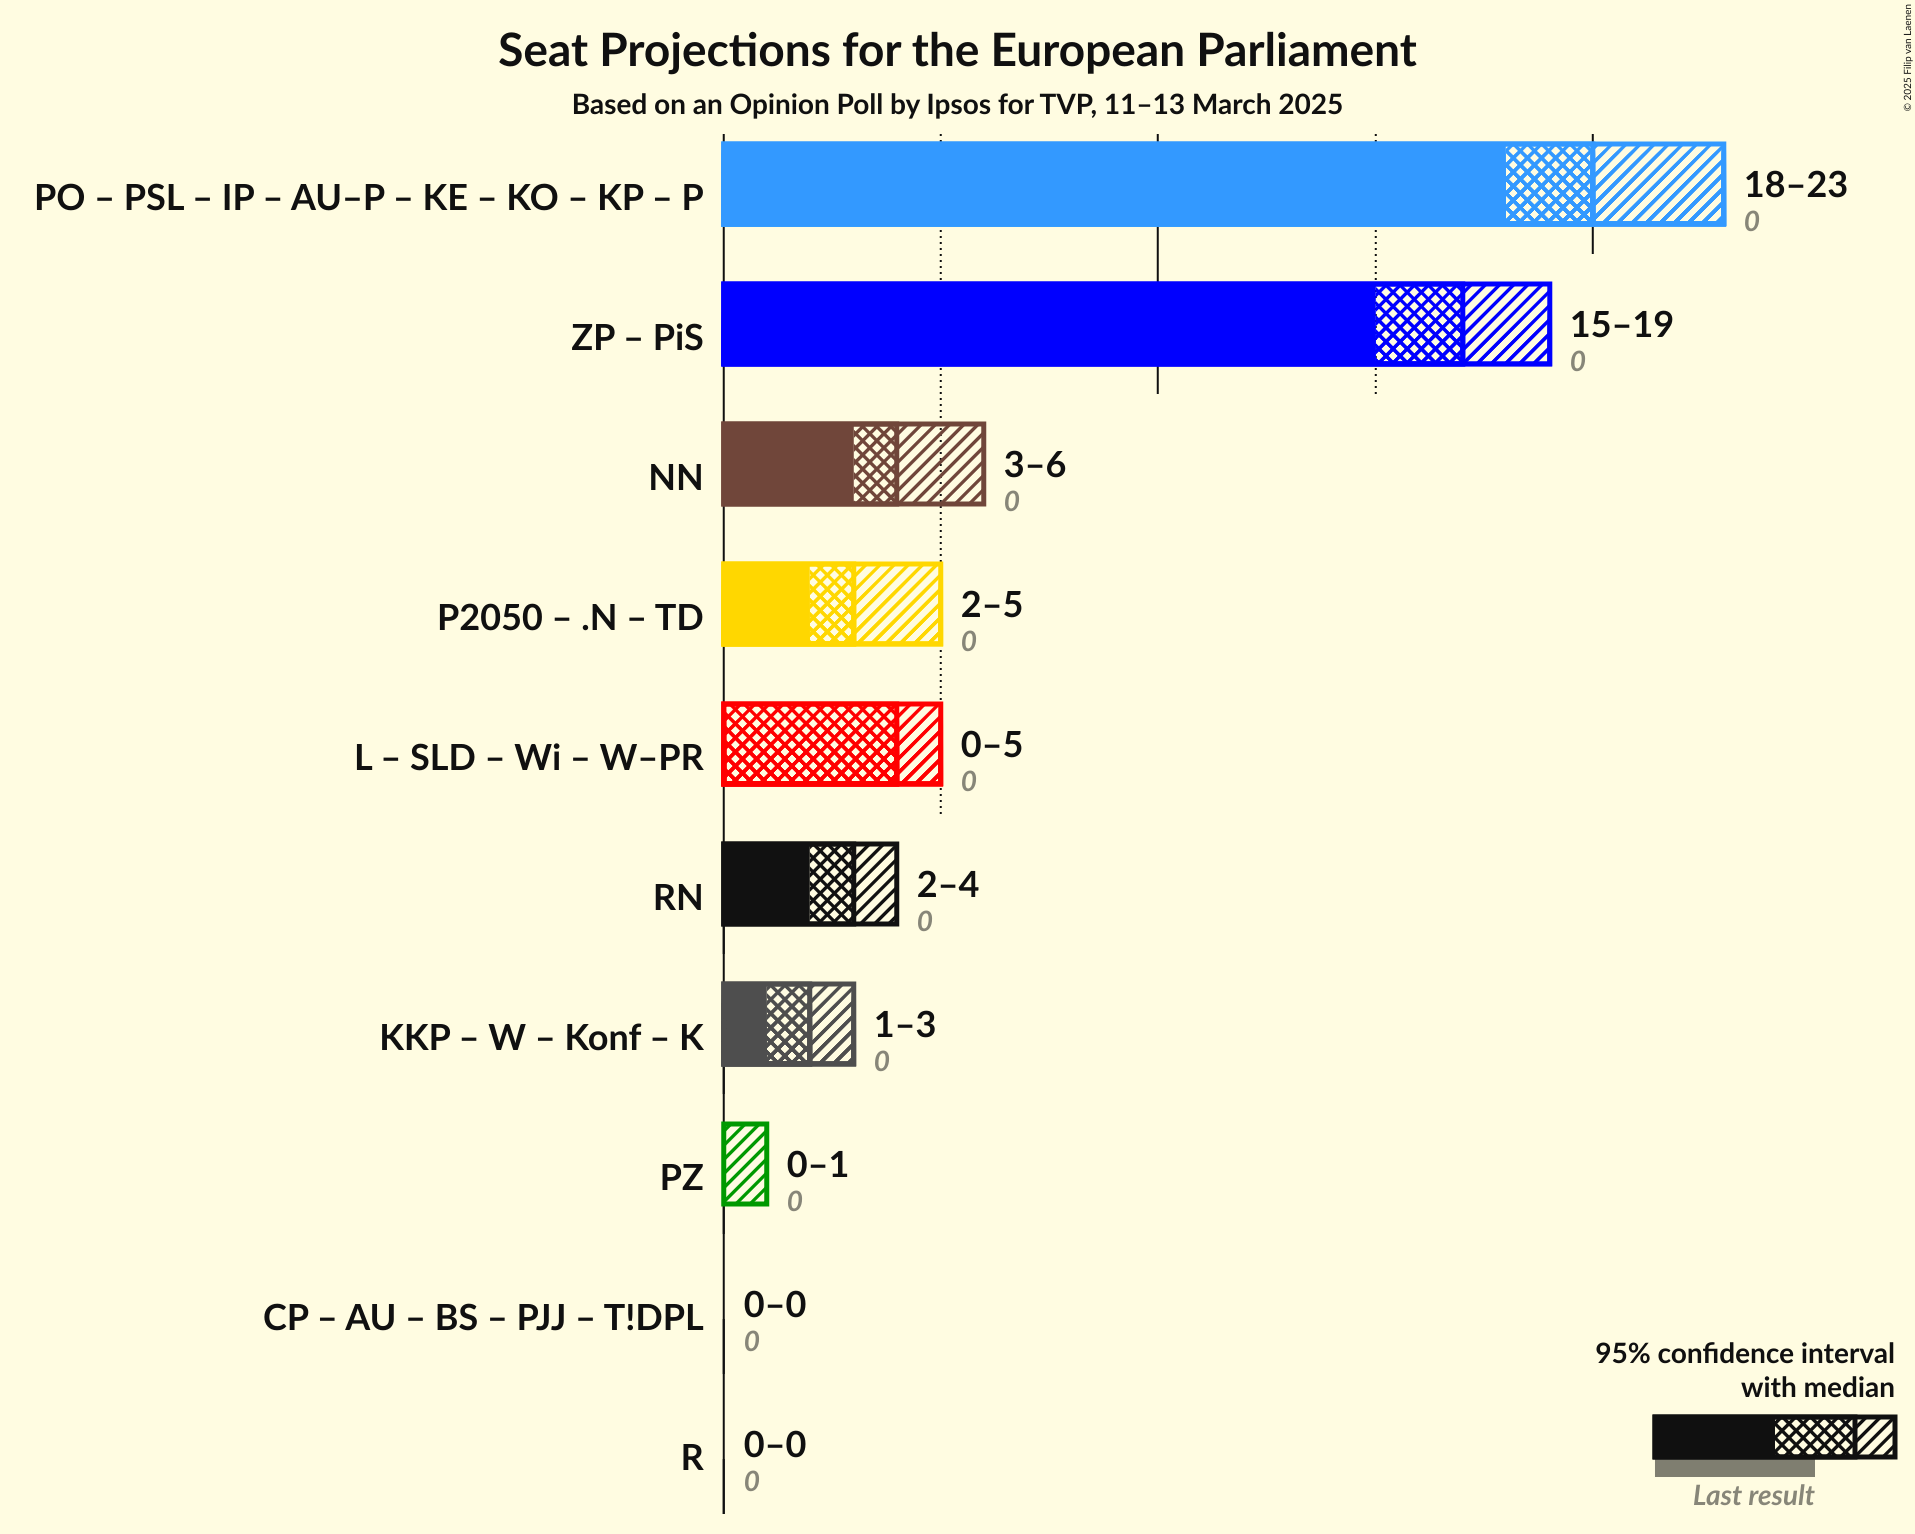 © 2025 Filip van Laenen
Seat Projections for the European Parliament
Based on an Opinion Poll by Ipsos for TVP, 11–13 March 2025
PO – PSL – IP – AU–P – KE – KO – KP – P
18–23
0
ZP – PiS
15–19
0
NN
3–6
0
P2050 – .N – TD
2–5
0
L – SLD – Wi – W–PR
0–5
0
RN
2–4
0
KKP – W – Konf – K
1–3
0
PZ
0–1
0
CP – AU – BS – PJJ – T!DPL
0–0
0
R
0–0
0
95% confidence interval
with median
Last result